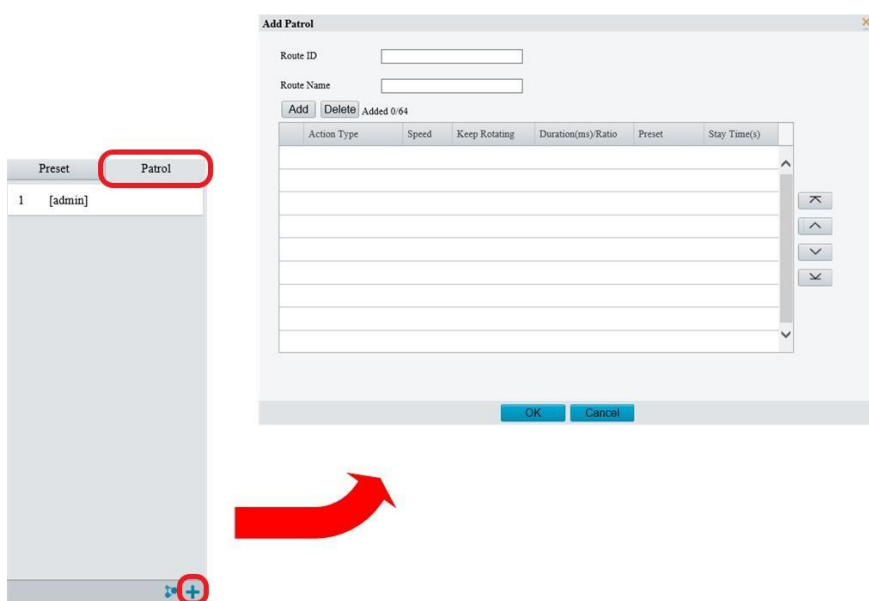 Add Patrol
Route ID
Route Name
Add Delete Added 0/64
Action Type Speed Keep Rotating Duration(ms)/Ratio Preset Stay Time(s)
Preset Patrol
1 [admin]
OK Cancel